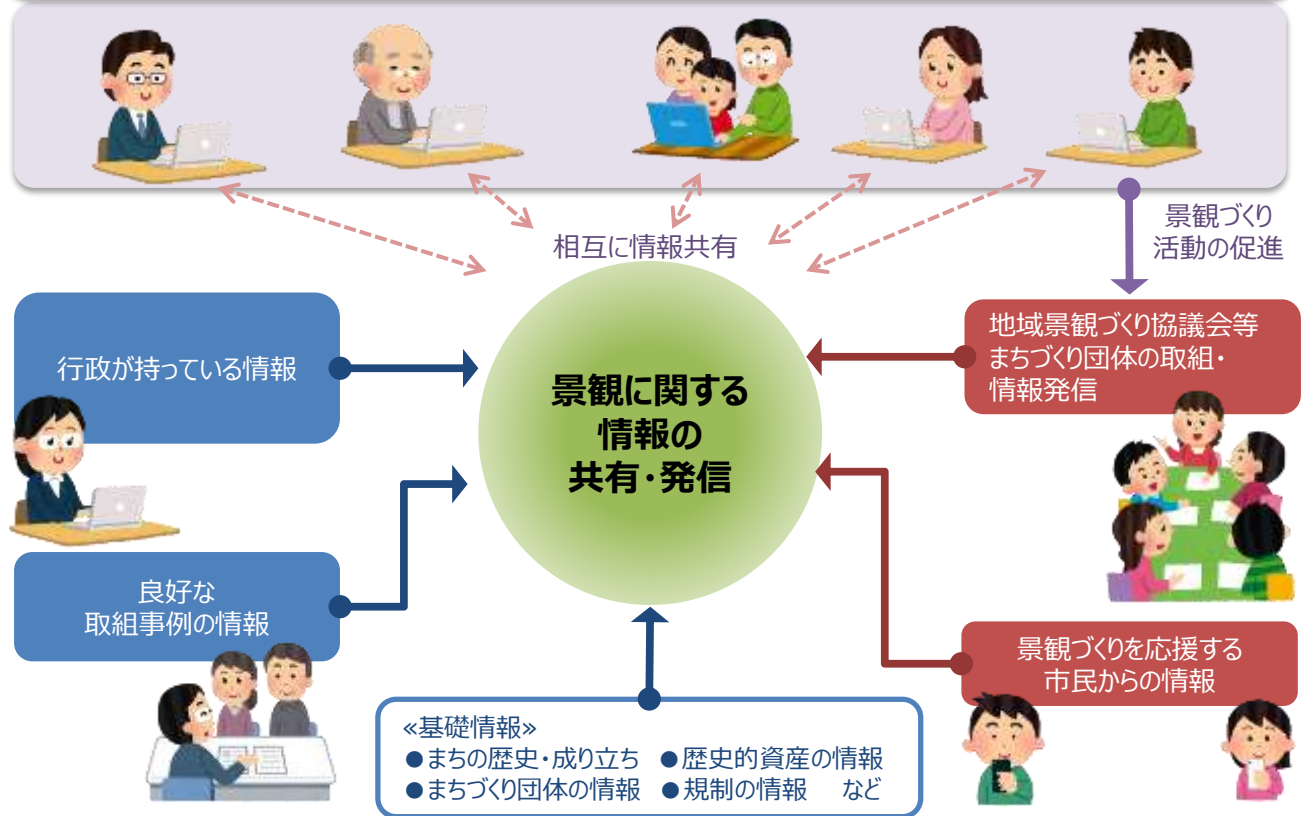 相互に情報共有
景観づくり
活動の促進
行政が持っている情報
地域景観づくり協議会等
まちづくり団体の取組・
情報発信
景観に関する
情報の
共有・発信
良好な
取組事例の情報
景観づくりを応援する
市民からの情報
≪基礎情報≫
●まちの歴史・成り立ち ●歴史的資産の情報
●まちづくり団体の情報 ●規制の情報 など